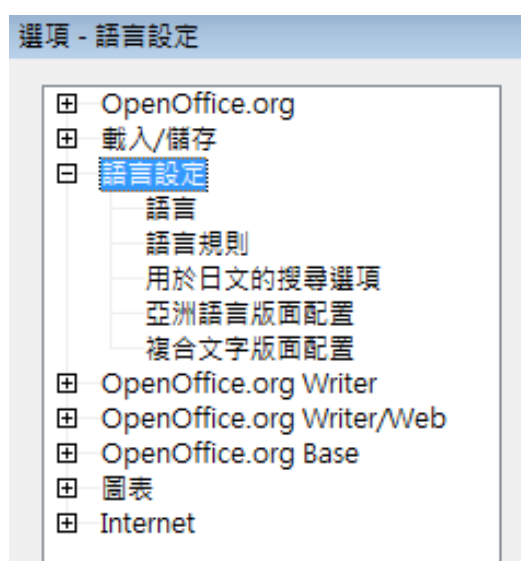 選項 - 語言設定
OpenOffice.org
載入/儲存
語言設定
語言
語言規則
用於日文的搜尋選項
亞洲語言版面配置
複合文字版面配置
OpenOffice.org Writer
OpenOffice.org Writer/Web
OpenOffice.org Base
圖表
Internet